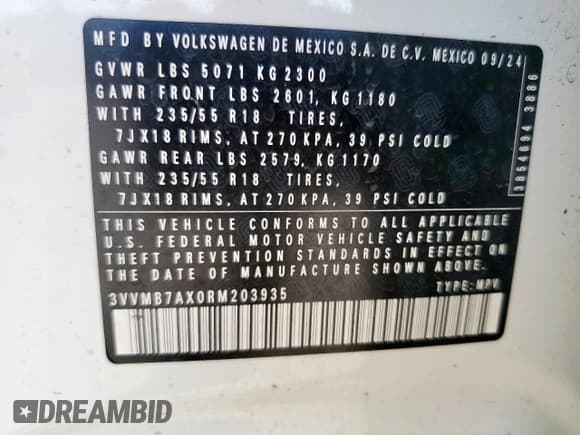 MFD BY VOLKSWAGEN DE MEXICO S.A. DE C.V. MEXICO 09/24
GVWR LBS 5071 KG 2300
GAWR FRONT LBS 2601, KG 1180
WITH 235/55 R18 TIRES,
7JX18 RIMS, AT 270 KPA, 39 PSI COLD
GAWR REAR LBS 2579, KG 1170
WITH 235/55 R18 TIRES,
7JX18 RIMS, AT 270 KPA, 39 PSI COLD
3854694 3886
THIS VEHICLE CONFORMS TO ALL APPLICABLE
U.S. FEDERAL MOTOR VEHICLE SAFETY AND
THEFT PREVENTION STANDARDS IN EFFECT ON
THE DATE OF MANUFACTURE SHOWN ABOVE.
3VVMB7AX0RM203935 TYPE: MPV
DREAMBID